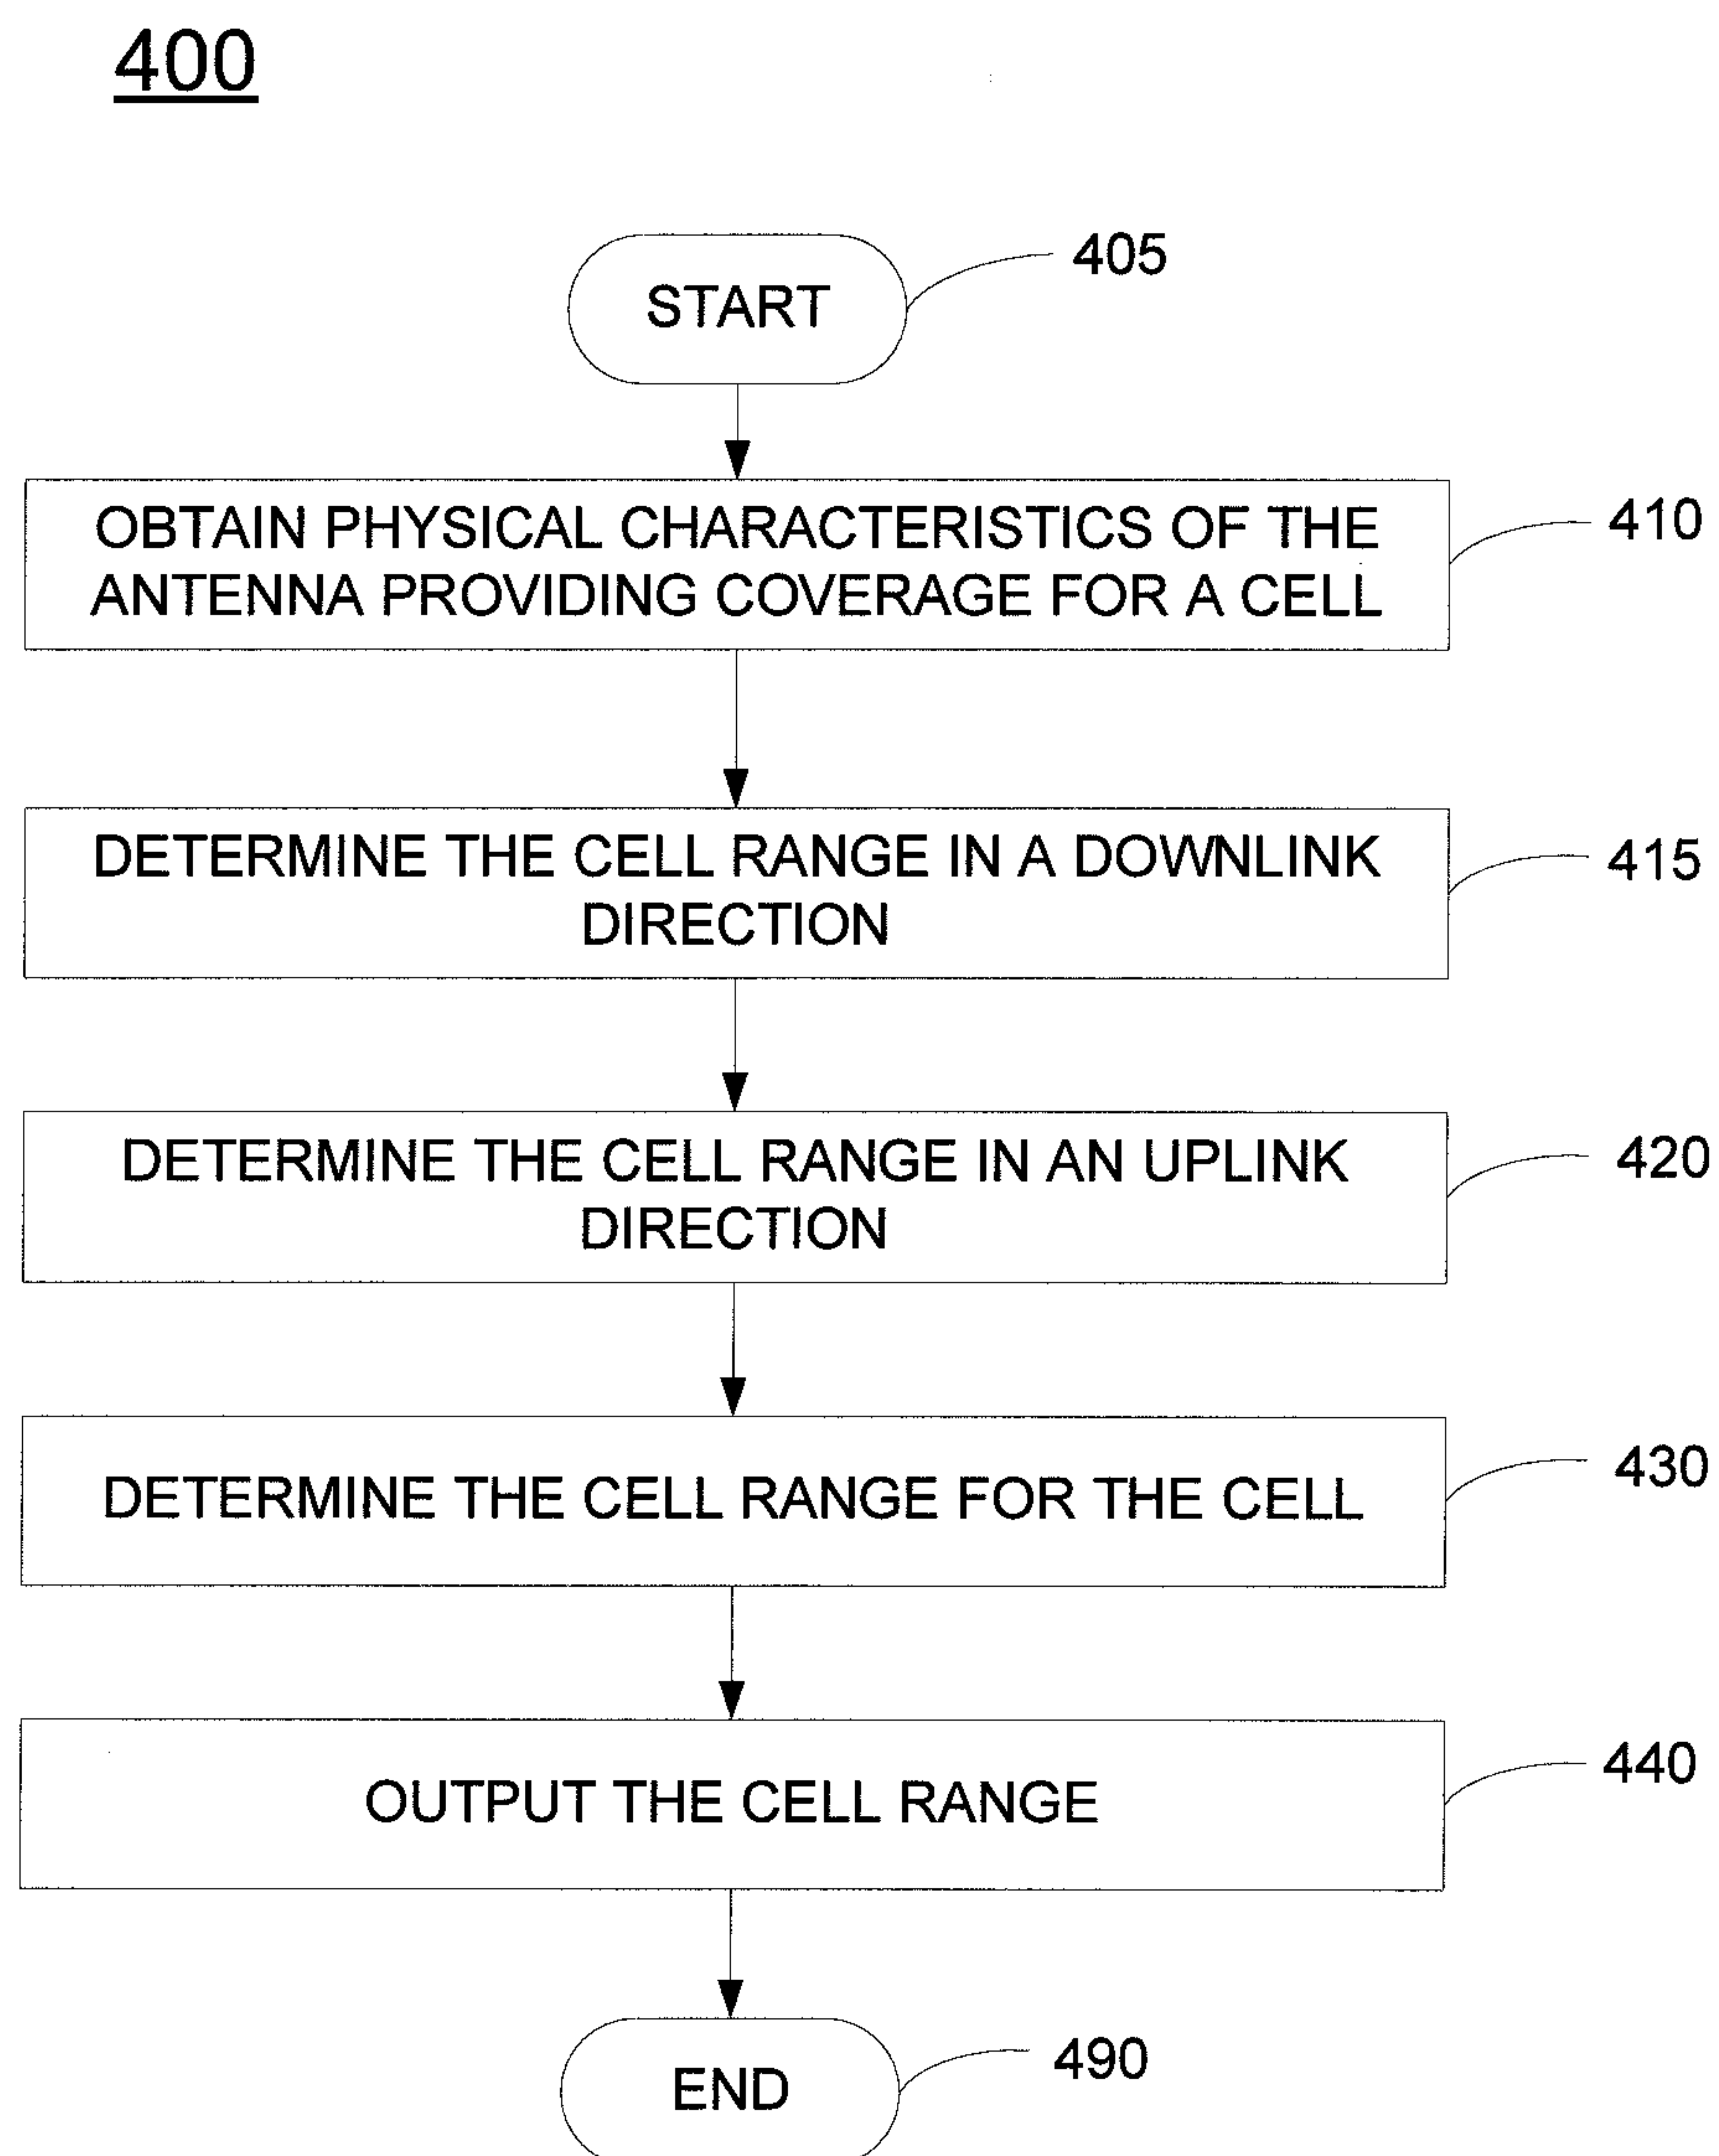 400
START
405
OBTAIN PHYSICAL CHARACTERISTICS OF THE
ANTENNA PROVIDING COVERAGE FOR A CELL
410
DETERMINE THE CELL RANGE IN A DOWNLINK
DIRECTION
415
DETERMINE THE CELL RANGE IN AN UPLINK
DIRECTION
420
DETERMINE THE CELL RANGE FOR THE CELL
430
OUTPUT THE CELL RANGE
440
END
490